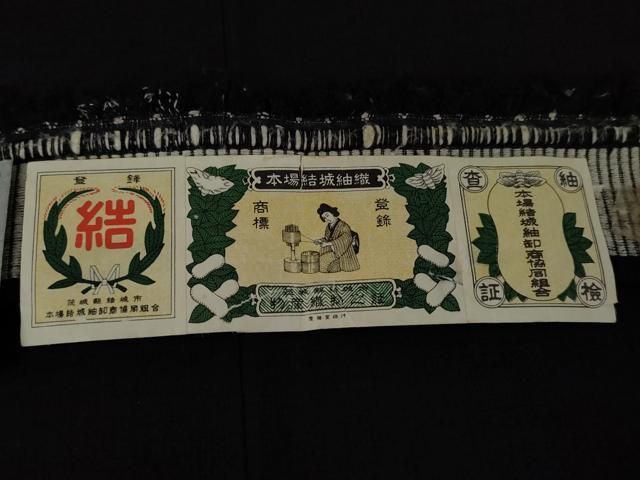 登録
結
茨城縣結城市
本場結城紬卸商協同組合
本場結城紬織
商標
登録
紬
查
検
証
本場結城紬卸商協同組合